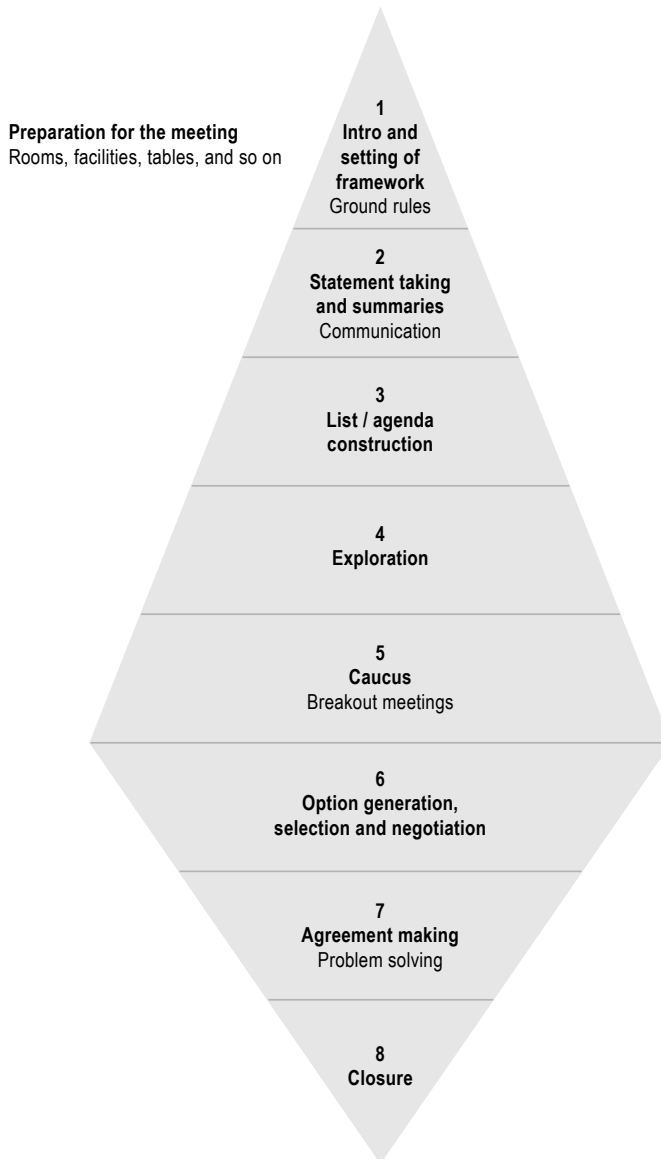 Preparation for the meeting
Rooms, facilities, tables, and so on
1
Intro and
setting of
framework
Ground rules
2
Statement taking
and summaries
Communication
3
List / agenda
construction
4
Exploration
5
Caucus
Breakout meetings
6
Option generation,
selection and negotiation
7
Agreement making
Problem solving
8
Closure